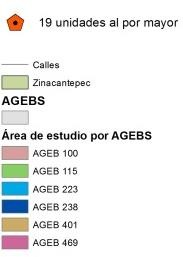 19 unidades al por mayor
Calles
Zinacantepec
AGEBS
Área de estudio por AGEBS
AGEB 100
AGEB 115
AGEB 223
AGEB 238
AGEB 401
AGEB 469